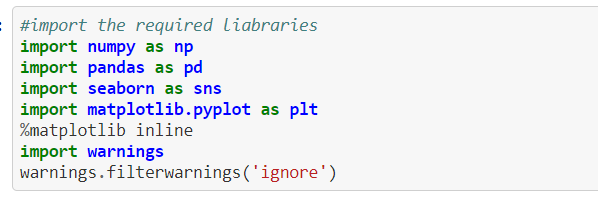 #import the required liabraries
import numpy as np
import pandas as pd
import seaborn as sns
import matplotlib.pyplot as plt
%matplotlib inline
import warnings
warnings.filterwarnings('ignore')